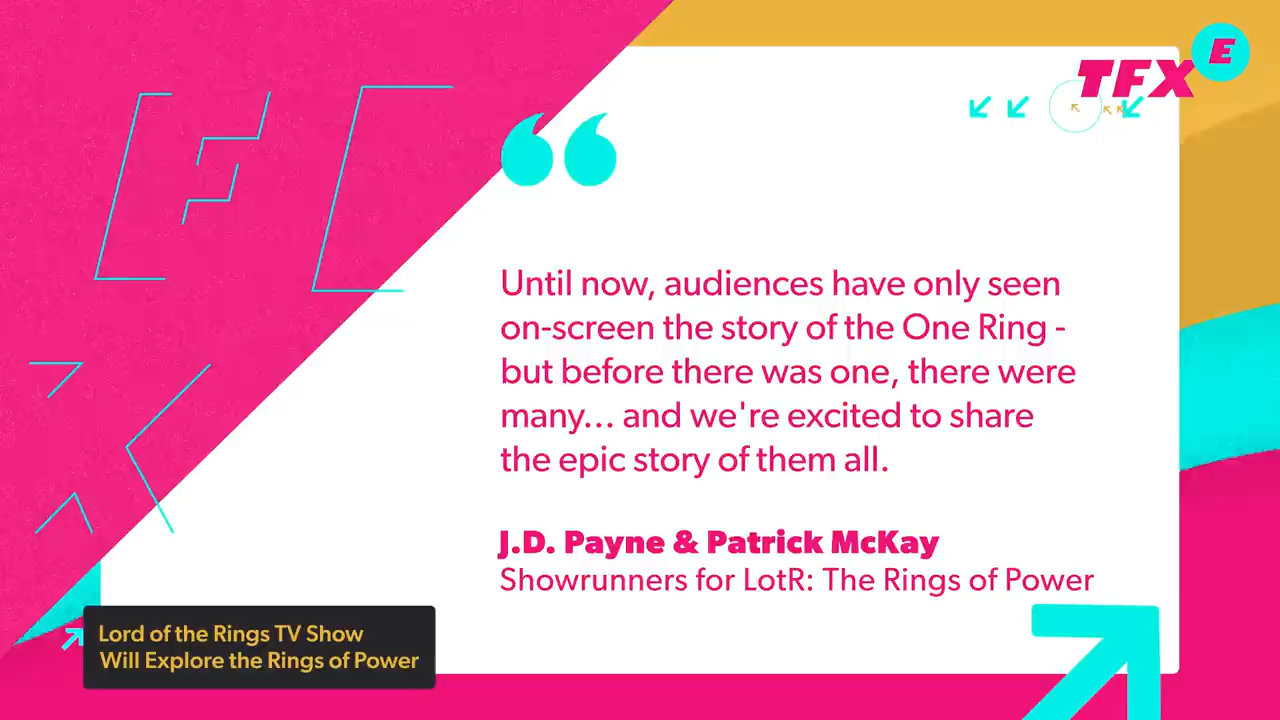 TFX
E
Until now, audiences have only seen
on-screen the story of the One Ring -
but before there was one, there were
many... and we're excited to share
the epic story of them all.
J.D. Payne & Patrick McKay
Showrunners for LotR: The Rings of Power
Lord of the Rings TV Show
Will Explore the Rings of Power